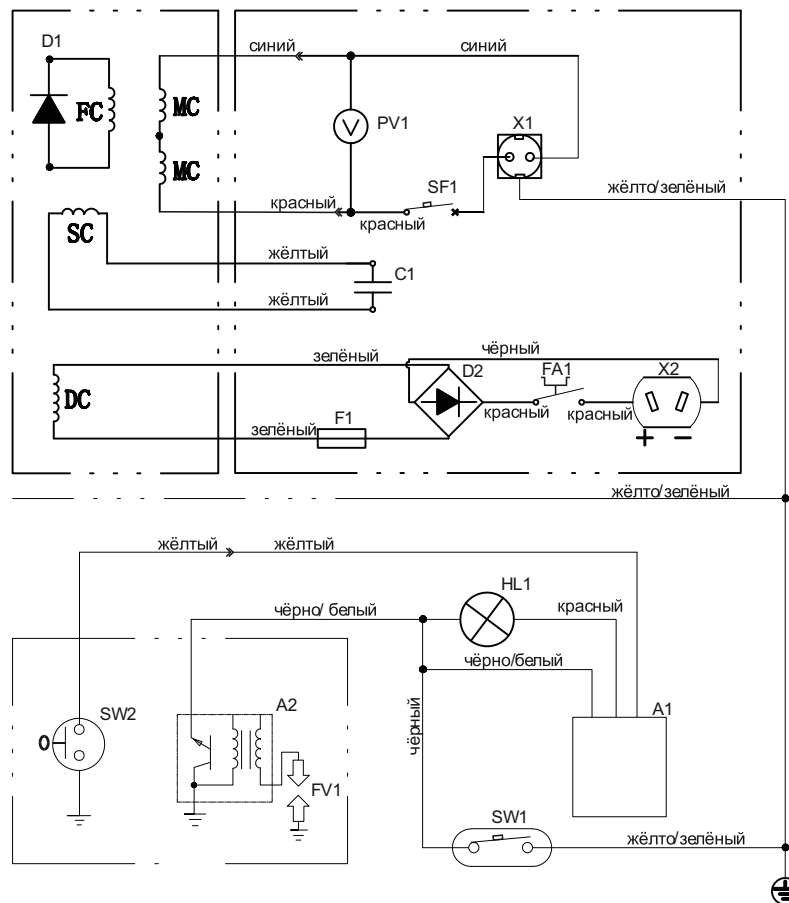 D1
синий
синий
FC
MC
PV1
X1
MC
SF1
красный
красный
жёлто/зелёный
SC
жёлтый
C1
жёлтый
зелёный
чёрный
D2
FA1
X2
DC
красный
красный
зелёный
F1
+ −
жёлто/зелёный
жёлтый
жёлтый
HL1
чёрно/ белый
красный
чёрно/белый
SW2
A2
A1
чёрный
FV1
SW1
жёлто/зелёный